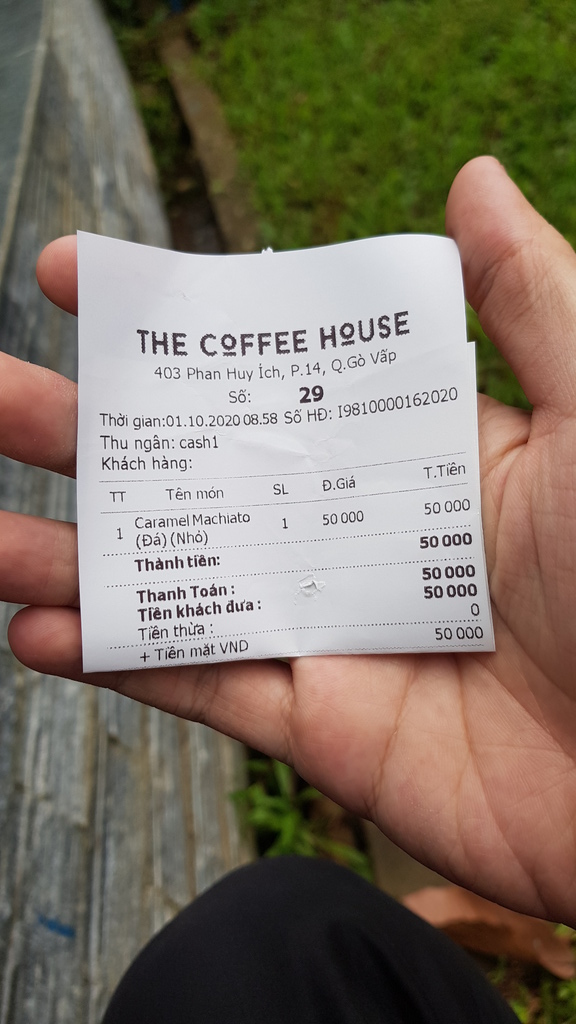 THE COFFEE HOUSE
403 Phan Huy Ích, P.14, Q.Gò Vấp
Số: 29
Thời gian:01.10.2020 08.58 Số HĐ: I9810000162020
Thu ngân: cash1
Khách hàng:
TT Tên món SL Đ.Giá T.Tiền
1 Caramel Machiato (Đá) (Nhỏ) 1 50 000 50 000
Thành tiền: 50 000
Thanh Toán : 50 000
Tiền khách đưa : 50 000
Tiền thừa : 0
+ Tiền mặt VND 50 000